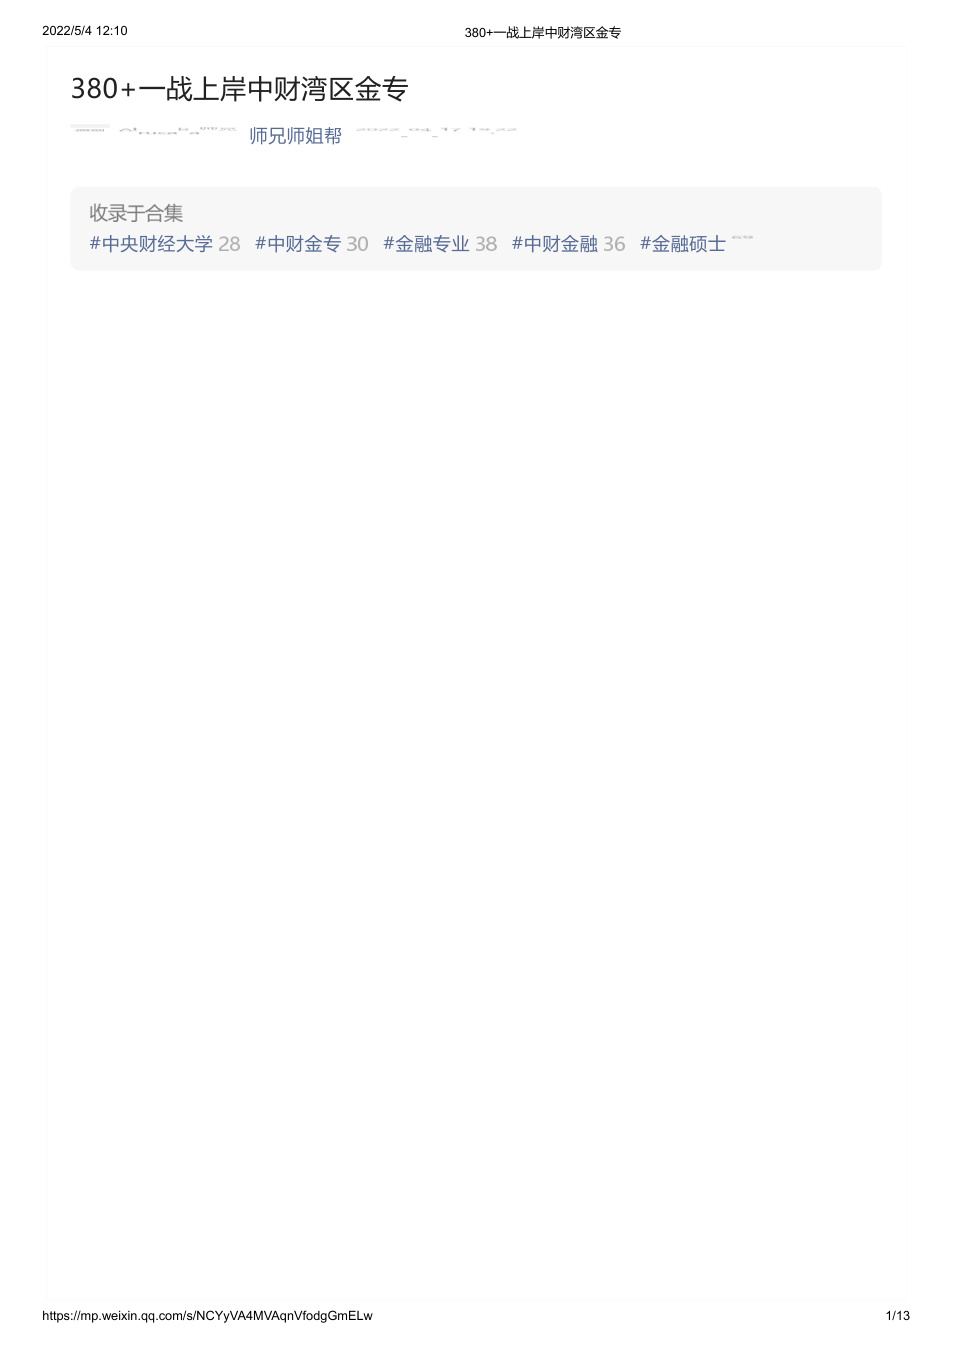 2022/5/4 12:10 380+一战上岸中财湾区金专
380+一战上岸中财湾区金专
师兄师姐帮
收录于合集
#中央财经大学 28 #中财金专 30 #金融专业 38 #中财金融 36 #金融硕士
https://mp.weixin.qq.com/s/NCYyVA4MVAqnVfodgGmELw 1/13